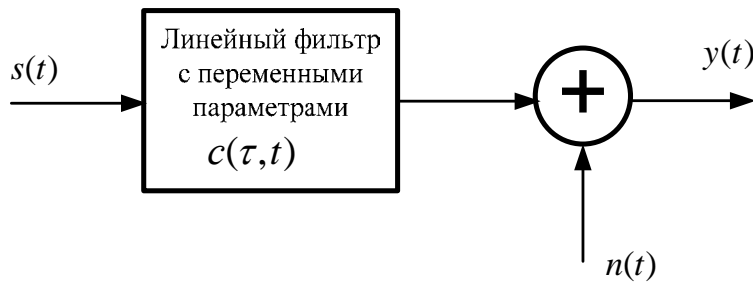 s(t)
Линейный фильтр
с переменными
параметрами
c(τ,t)
+
y(t)
n(t)